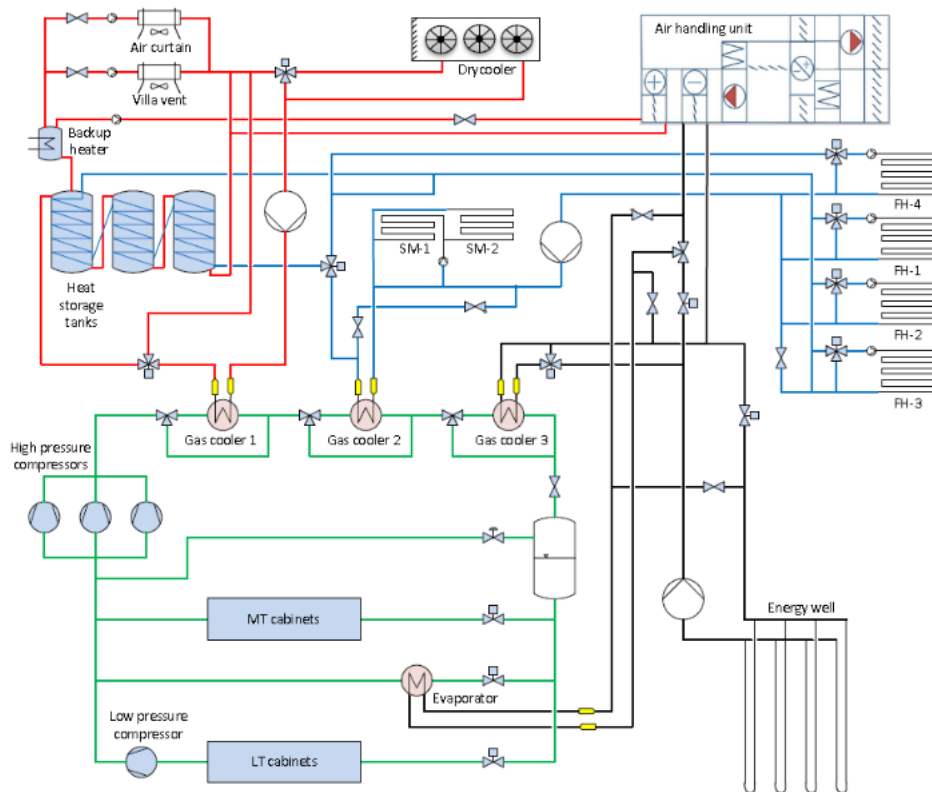 Air curtain
Villa vent
Drycooler
Air handling unit
Backup
heater
Heat
storage
tanks
SM-1
SM-2
FH-4
FH-1
FH-2
FH-3
Gas cooler 1
Gas cooler 2
Gas cooler 3
High pressure
compressors
MT cabinets
Energy well
Evaporator
Low pressure
compressor
LT cabinets